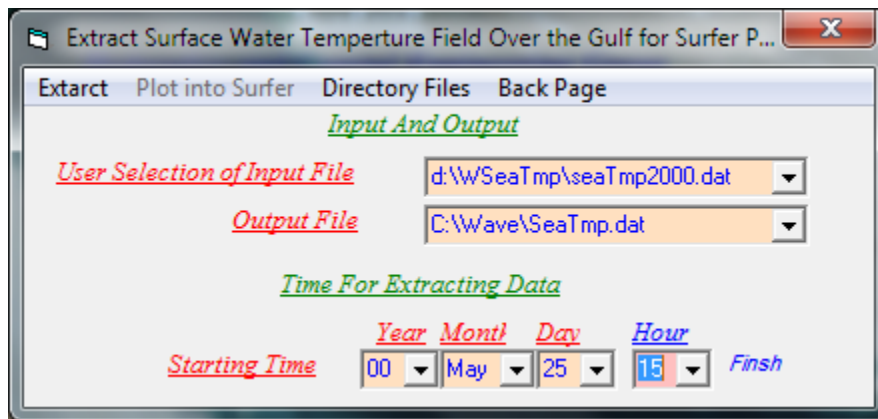 Extract Surface Water Temperture Field Over the Gulf for Surfer P...
Extarct Plot into Surfer Directory Files Back Page
Input And Output
User Selection of Input File d:\WSeaTmp\seaTmp2000.dat
Output File C:\Wave\SeaTmp.dat
Time For Extracting Data
Year Month Day Hour
Starting Time 00 May 25 15 Finsh